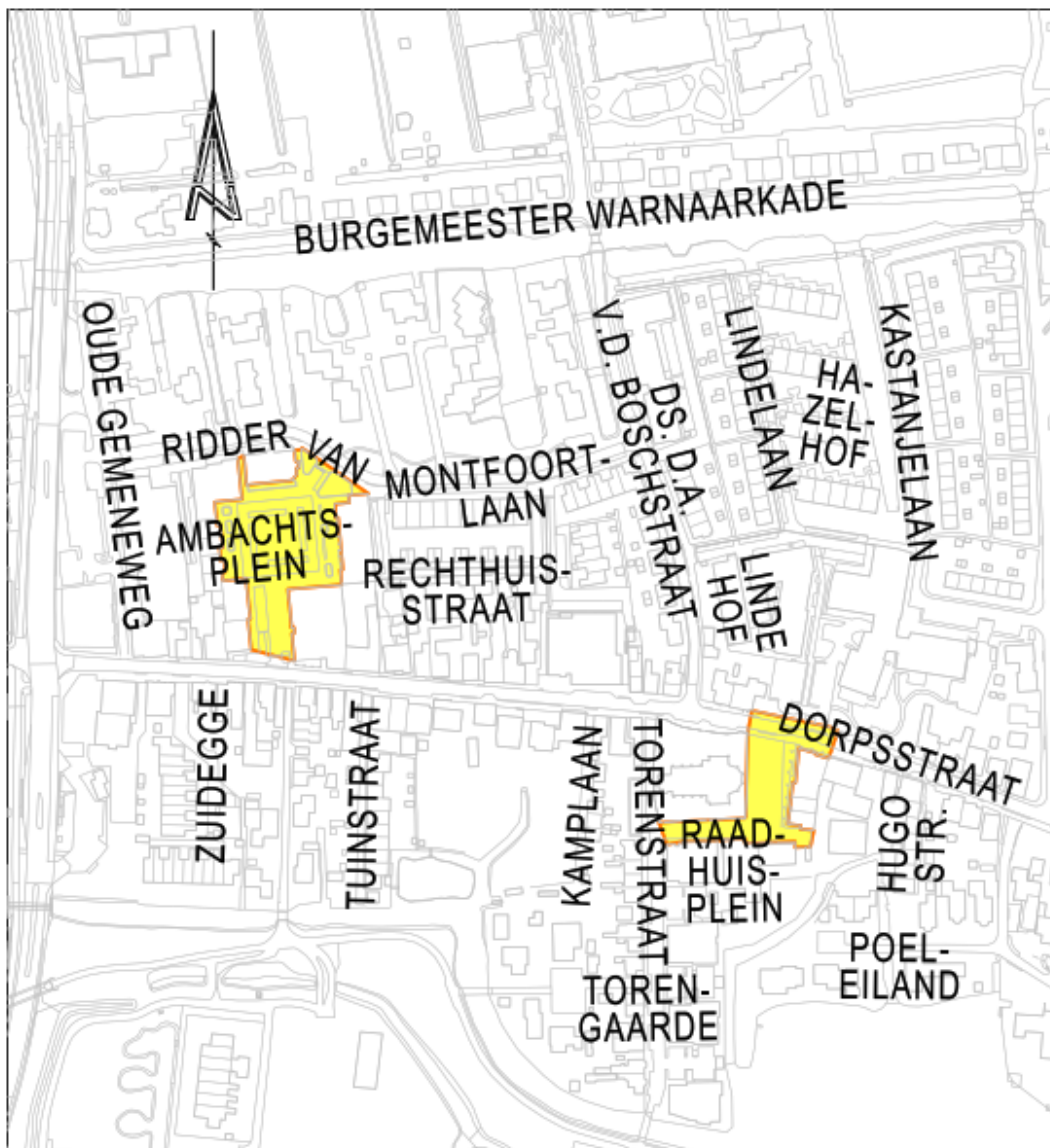 BURGEMEESTER WARNAARKADE
OUDE GEMENEWEG
RIDDER VAN MONTFOORT-
LAAN
V.D. BOSCHSTRAAT
DS. D.A.
LINDELAAN
HA-
ZEL-
HOF
KASTANJELAAN
AMBACHTS-
PLEIN
RECHTHUIS-
STRAAT
LINDE
HOF
ZUIDEGGE
TUINSTRAAT
KAMPLAAN
TORENSTRAAT
DORPSSTRAAT
RAAD-
HUIS-
PLEIN
HUGO
STR.
POEL-
EILAND
TOREN-
GAARDE